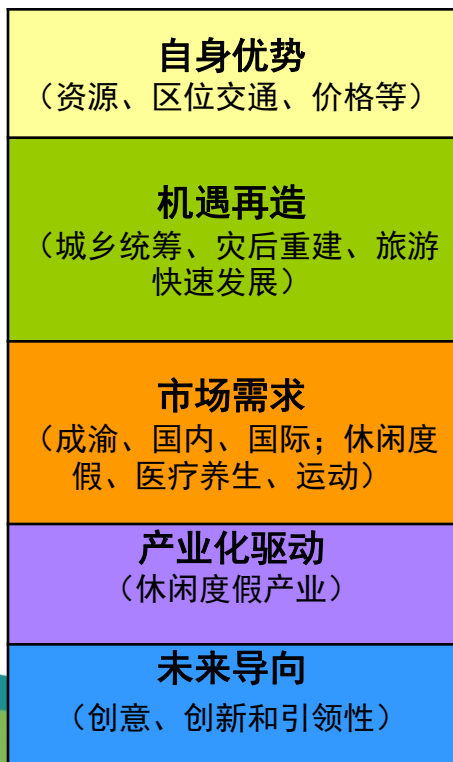 自身优势
（资源、区位交通、价格等）
机遇再造
（城乡统筹、灾后重建、旅游
快速发展）
市场需求
（成渝、国内、国际；休闲度
假、医疗养生、运动）
产业化驱动
（休闲度假产业）
未来导向
（创意、创新和引领性）